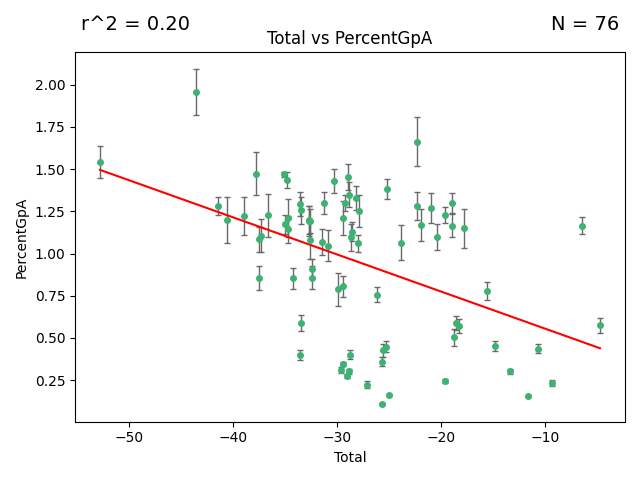 r^2 = 0.20
N = 76
Total vs PercentGpA
2.00
1.75
1.50
1.25
1.00
0.75
0.50
0.25
PercentGpA
−50
−40
−30
−20
−10
Total